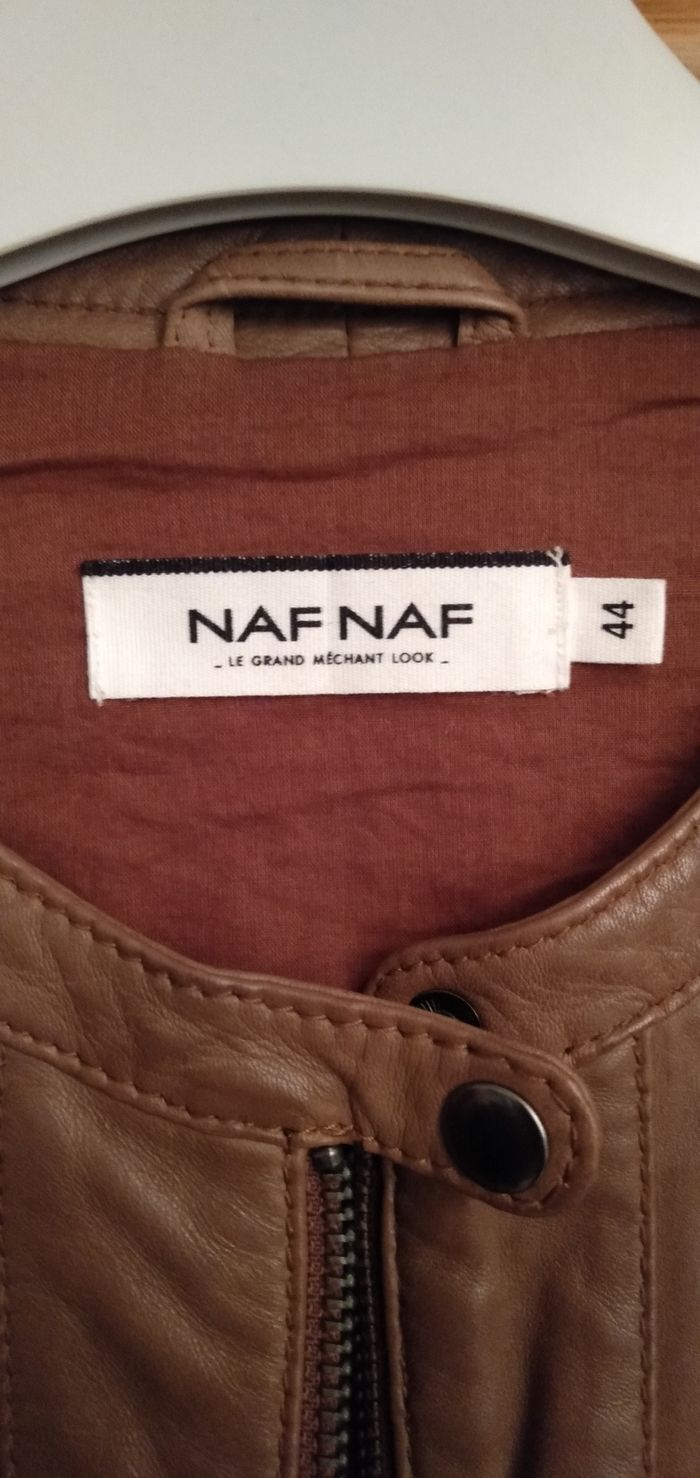 NAF NAF
_ LE GRAND MÉCHANT LOOK _
44